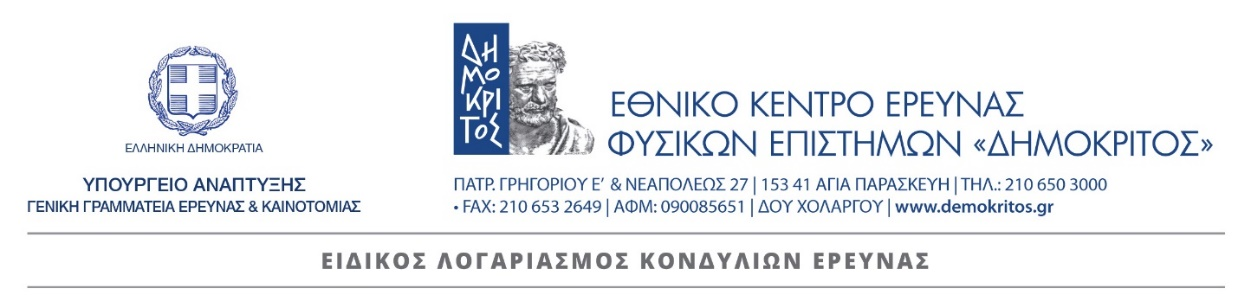 ΕΛΛΗΝΙΚΗ ΔΗΜΟΚΡΑΤΙΑ
ΥΠΟΥΡΓΕΙΟ ΑΝΑΠΤΥΞΗΣ
ΓΕΝΙΚΗ ΓΡΑΜΜΑΤΕΙΑ ΕΡΕΥΝΑΣ & ΚΑΙΝΟΤΟΜΙΑΣ
ΔΗ
ΜΟ
ΚΡΙ
ΤΟΣ
ΕΘΝΙΚΟ ΚΕΝΤΡΟ ΕΡΕΥΝΑΣ
ΦΥΣΙΚΩΝ ΕΠΙΣΤΗΜΩΝ «ΔΗΜΟΚΡΙΤΟΣ»
ΠΑΤΡ. ΓΡΗΓΟΡΙΟΥ Ε’ & ΝΕΑΠΟΛΕΩΣ 27 | 153 41 ΑΓΙΑ ΠΑΡΑΣΚΕΥΗ | ΤΗΛ.: 210 650 3000
• FAX: 210 653 2649 | ΑΦΜ: 090085651 | ΔΟΥ ΧΟΛΑΡΓΟΥ | www.demokritos.gr
ΕΙΔΙΚΟΣ ΛΟΓΑΡΙΑΣΜΟΣ ΚΟΝΔΥΛΙΩΝ ΕΡΕΥΝΑΣ